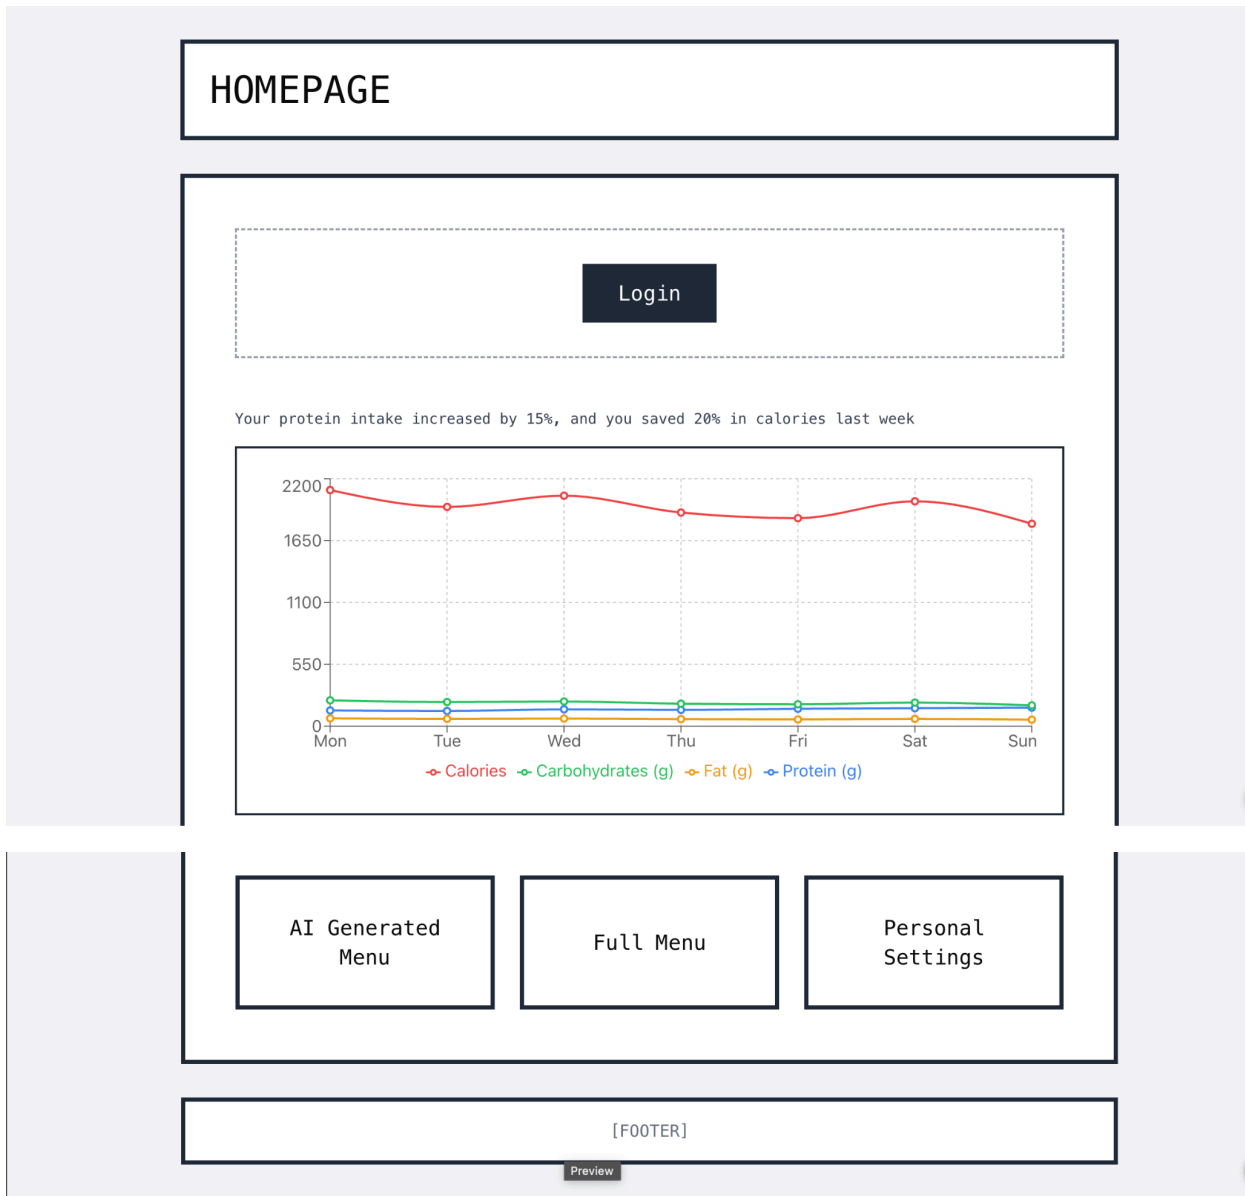 HOMEPAGE
Login
Your protein intake increased by 15%, and you saved 20% in calories last week
2200
1650
1100
550
0
Mon Tue Wed Thu Fri Sat Sun
Calories Carbohydrates (g) Fat (g) Protein (g)
AI Generated
Menu
Full Menu
Personal
Settings
[FOOTER]
Preview